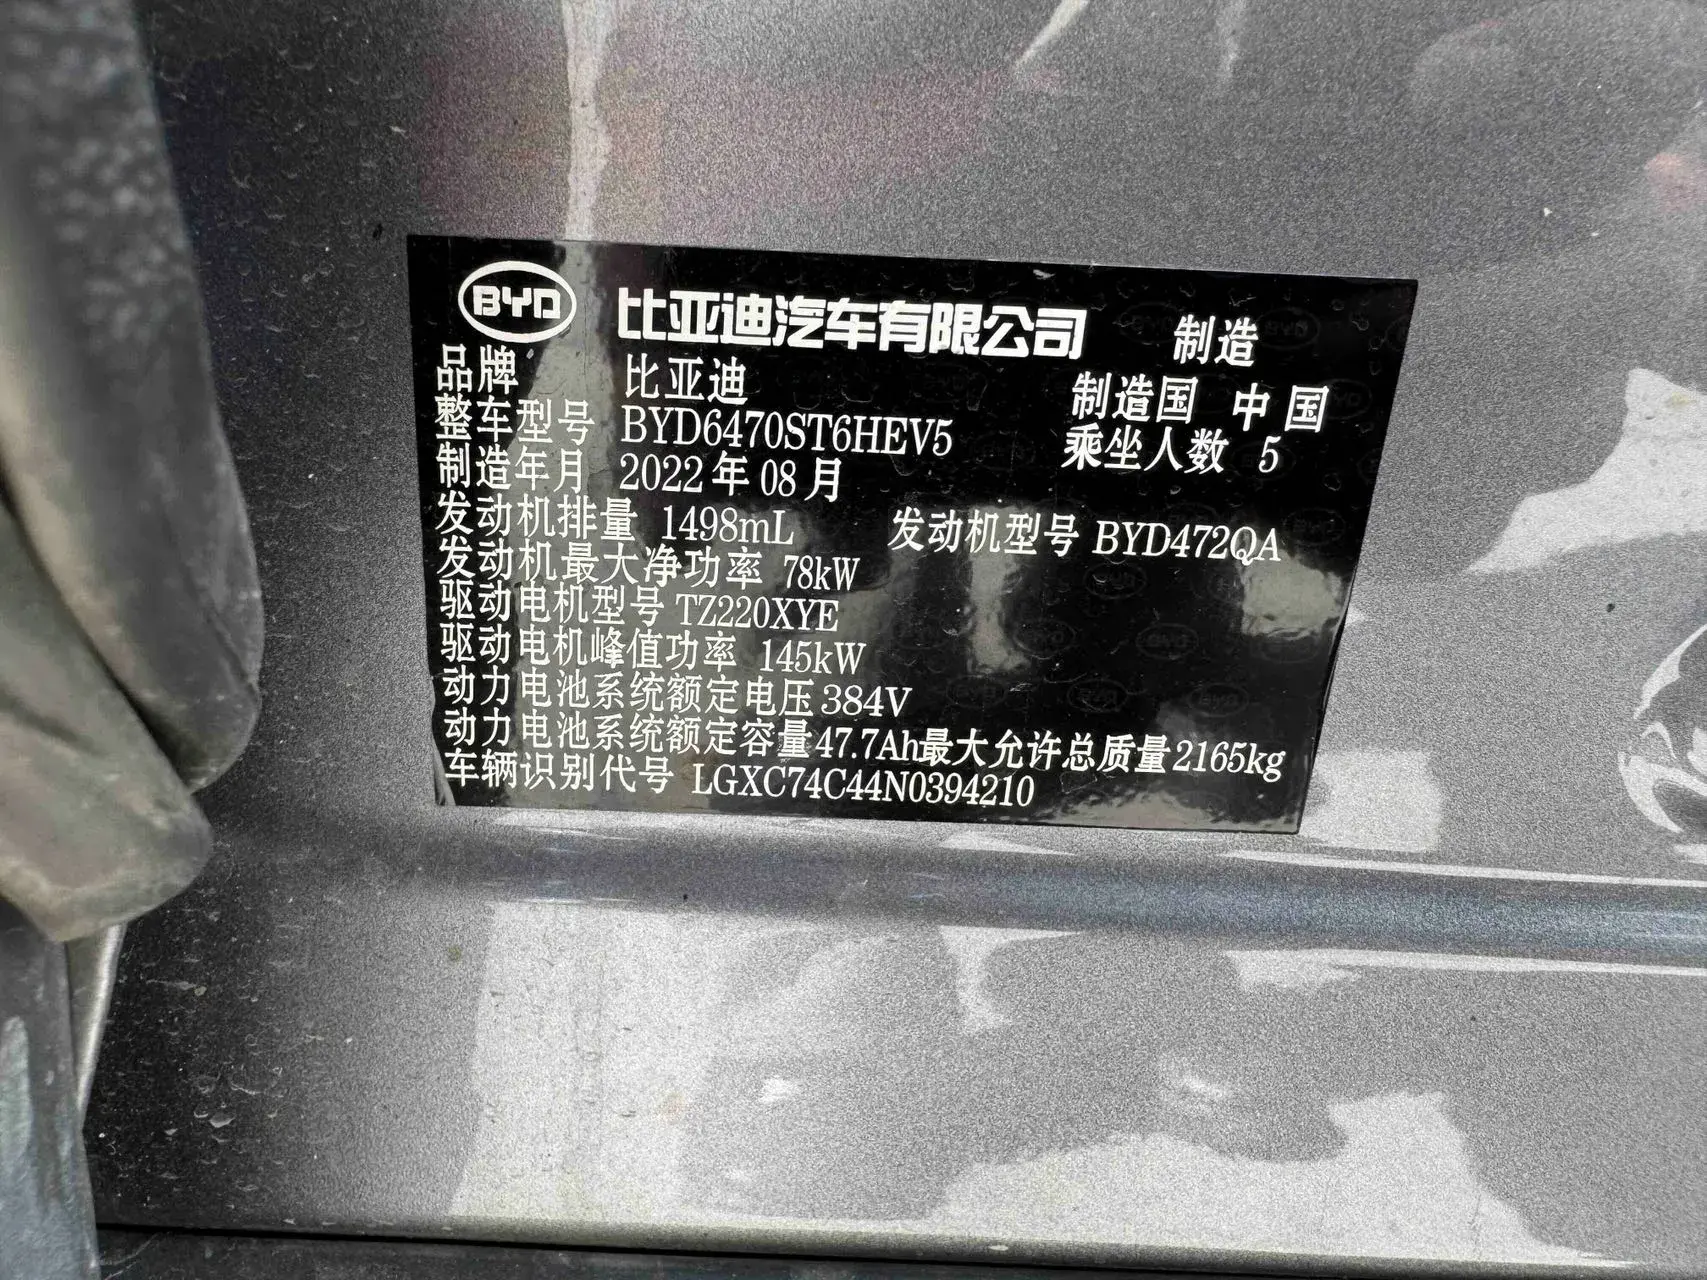 BYD 比亚迪汽车有限公司 制造
品牌 比亚迪 制造国 中国
整车型号 BYD6470ST6HEV5 乘坐人数 5
制造年月 2022年08月
发动机排量 1498mL 发动机型号 BYD472QA
发动机最大净功率 78kW
驱动电机型号 TZ220XYE
驱动电机峰值功率 145kW
动力电池系统额定电压 384V
动力电池系统额定容量 47.7Ah 最大允许总质量 2165kg
车辆识别代号 LGXC74C44N0394210